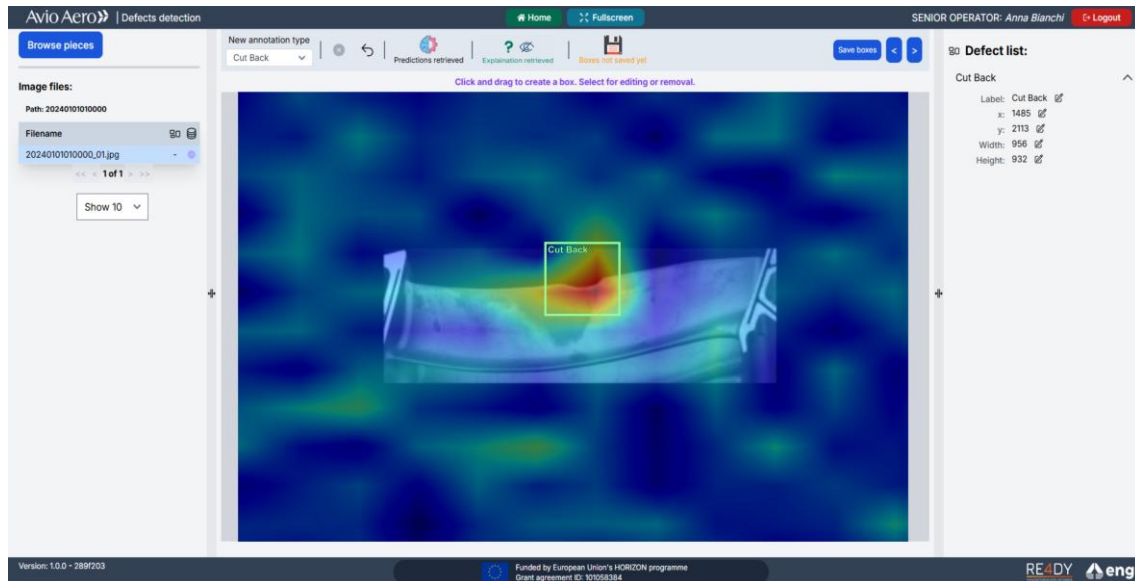 Avio Aero | Defects detection
Home
Fullscreen
SENIOR OPERATOR: Anna Bianchi
Logout
Browse pieces
Image files:
Path: 20240101010000
Filename
20240101010000_01.jpg -
<< < 1 of 1 > >>
Show 10
New annotation type
Cut Back
Predictions retrieved
?
Explaination retrieved
Boxes not saved yet
Save boxes
< >
Click and drag to create a box. Select for editing or removal.
Cut Back
Defect list:
Cut Back
Label: Cut Back
x: 1485
y: 2113
Width: 956
Height: 932
Version: 1.0.0 - 289f203
Funded by European Union's HORIZON programme
Grant agreement ID: 101058384
RE4DY
eng